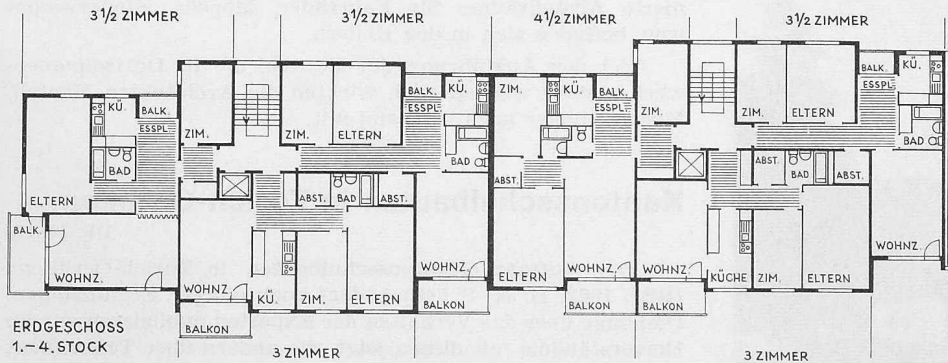 3 1/2 ZIMMER 3 1/2 ZIMMER 4 1/2 ZIMMER 3 1/2 ZIMMER
BALK. KÜ. BALK. KÜ.
ESSPL. ESSPL.
KÜ. BALK. ZIM. KÜ. BALK. ZIM.
ESSPL. ESSPL.
ZIM. ZIM. ELTERN BAD ZIM. ELTERN BAD
BAD BAD
ABST. ABST. ABST.
ELTERN ABST. BAD ABST. BAD
BALK.
WOHNZ. WOHNZ. WOHNZ. WOHNZ. WOHNZ.
WOHNZ. KÜ. ZIM. ELTERN ELTERN KÜCHE ZIM. ELTERN
BALKON BALKON BALKON
ERDGESCHOSS
1.–4. STOCK
BALKON
3 ZIMMER 3 ZIMMER